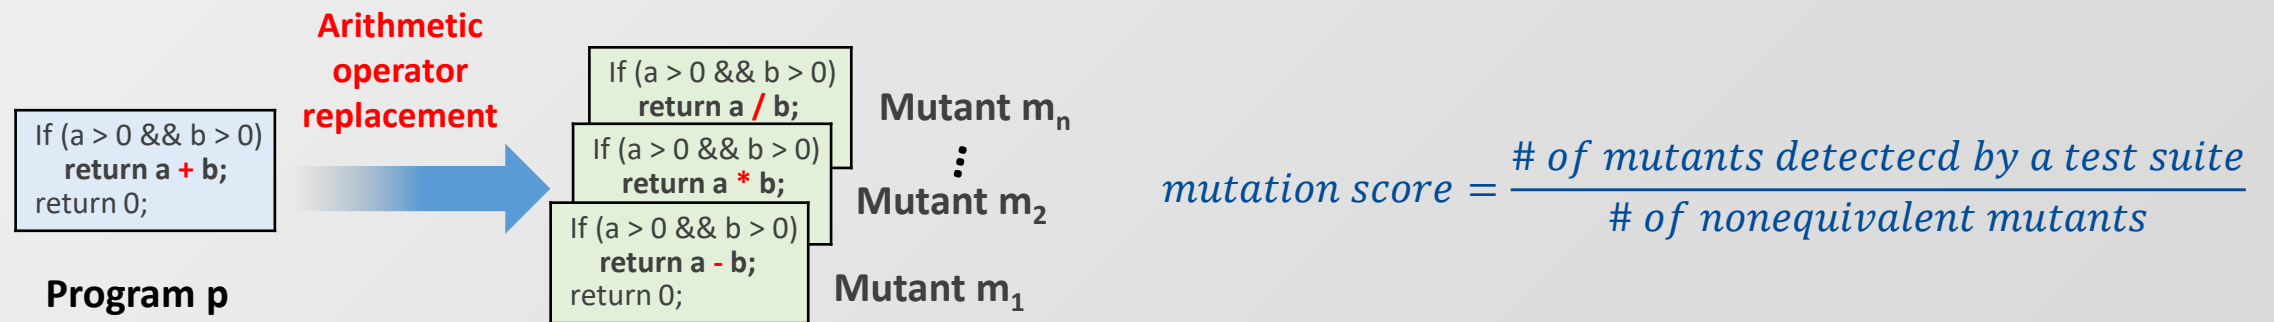 Arithmetic
operator
replacement
If (a > 0 && b > 0)
return a + b;
return 0;
Program p
If (a > 0 && b > 0)
return a / b;
If (a > 0 && b > 0)
return a * b;
If (a > 0 && b > 0)
return a - b;
return 0;
Mutant mₙ
⋮
Mutant m₂
Mutant m₁
mutation score =
# of mutants detectecd by a test suite
# of nonequivalent mutants